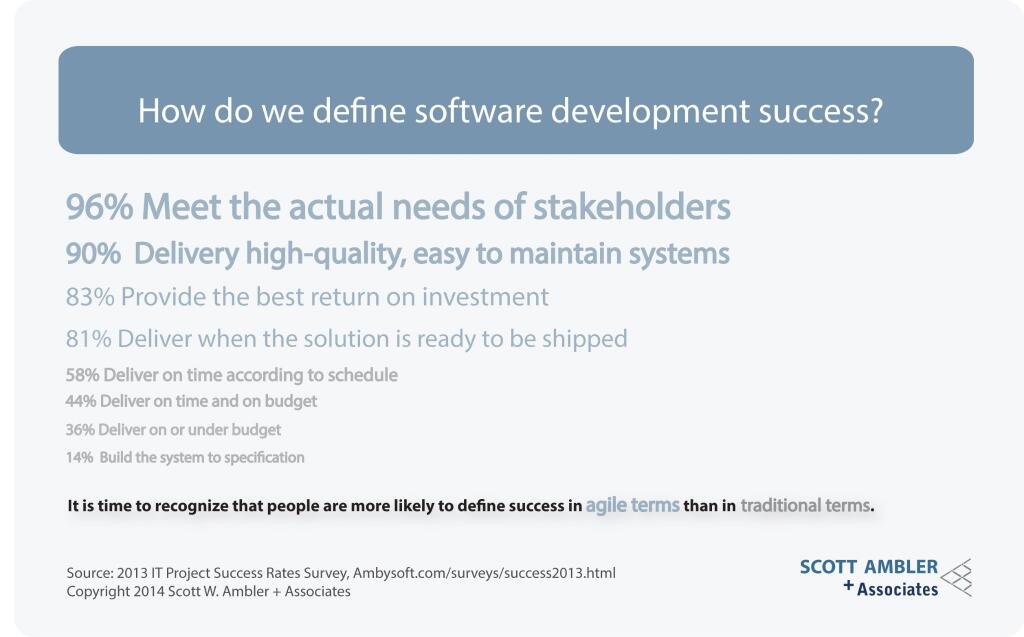 How do we define software development success?
96% Meet the actual needs of stakeholders
90% Delivery high-quality, easy to maintain systems
83% Provide the best return on investment
81% Deliver when the solution is ready to be shipped
58% Deliver on time according to schedule
44% Deliver on time and on budget
36% Deliver on or under budget
14% Build the system to specification
It is time to recognize that people are more likely to define success in agile terms than in traditional terms.
Source: 2013 IT Project Success Rates Survey, Ambysoft.com/surveys/success2013.html
Copyright 2014 Scott W. Ambler + Associates
SCOTT AMBLER
+ Associates